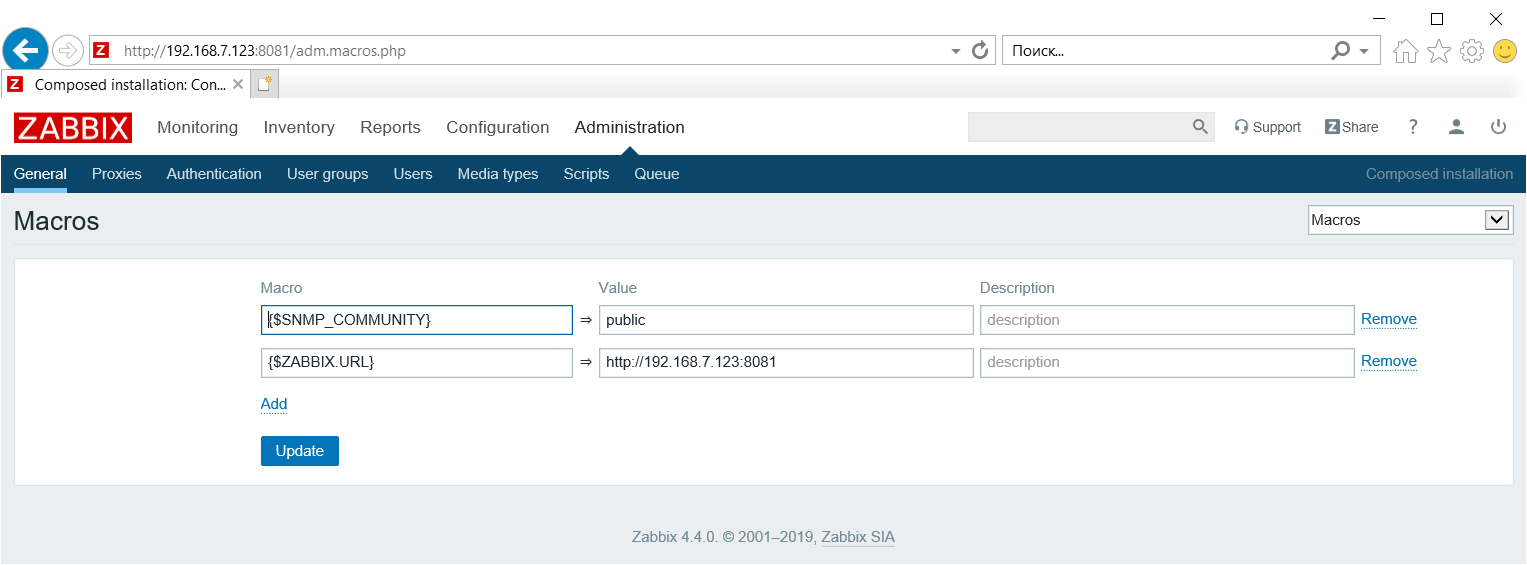 http://192.168.7.123:8081/adm.macros.php
Поиск...
Composed installation: Con...
ZABBIX Monitoring Inventory Reports Configuration Administration Support Z Share ?
General Proxies Authentication User groups Users Media types Scripts Queue Composed installation
Macros Macros
Macro Value Description
{$SNMP_COMMUNITY} ⇒ public description Remove
{$ZABBIX.URL} ⇒ http://192.168.7.123:8081 description Remove
Add
Update
Zabbix 4.4.0. © 2001–2019, Zabbix SIA